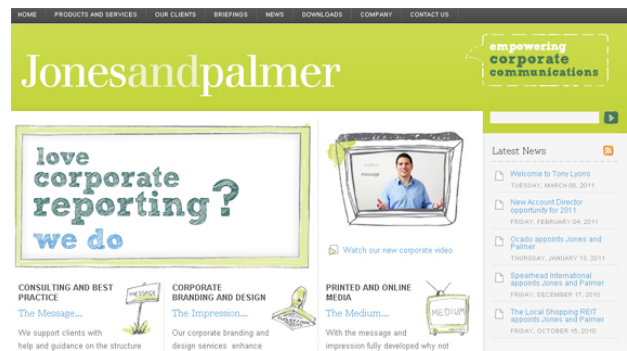 HOME PRODUCTS AND SERVICES OUR CLIENTS BRIEFINGS NEWS DOWNLOADS COMPANY CONTACT US
Jonesandpalmer
empowering
corporate
communications
love
corporate
reporting?
we do
message
Watch our new corporate video
CONSULTING AND BEST
PRACTICE
The Message...
MESSAGE
We support clients with
help and guidance on the structure
CORPORATE
BRANDING AND DESIGN
The Impression...
Our corporate branding and
design services enhance
PRINTED AND ONLINE
MEDIA
The Medium...
MEDIUM
With the message and
impression fully developed why not
Latest News
Welcome to Tony Lyons
TUESDAY, MARCH 08, 2011
New Account Director
opportunity for 2011
FRIDAY, FEBRUARY 04, 2011
Ocado appoints Jones and
Palmer
THURSDAY, JANUARY 13, 2011
Spearhead International
appoints Jones and Palmer
FRIDAY, DECEMBER 17, 2010
The Local Shopping REIT
appoints Jones and Palmer
FRIDAY, OCTOBER 15, 2010